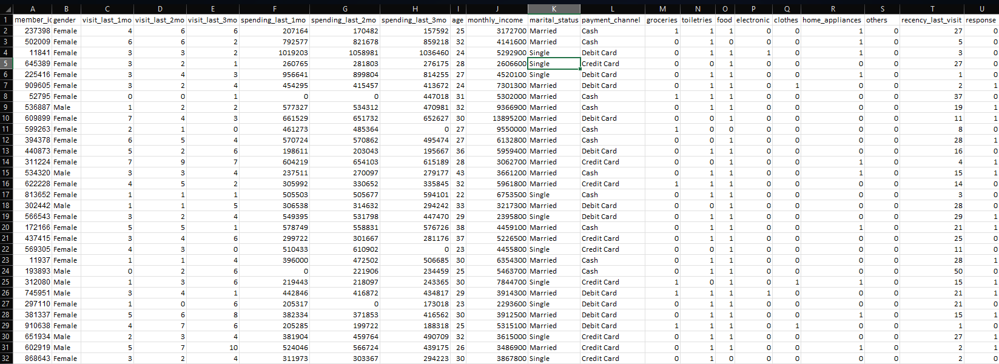 A B C D E F G H I J K L M N O P Q R S T U
1 member_ic gender visit_last_1mo visit_last_2mo visit_last_3mo spending_last_1mo spending_last_2mo spending_last_3mo age monthly_income marital_status payment_channel groceries toiletries food electronic clothes home_appliances others recency_last_visit response
2 237398 Female 4 6 6 207164 170482 157592 25 3172700 Married Cash 1 1 1 0 0 1 0 27 0
3 502009 Female 6 6 2 792577 821678 859218 32 4141600 Married Cash 0 1 0 0 0 1 0 5 0
4 11841 Female 3 3 2 1019203 1058981 1036460 24 5292900 Single Debit Card 0 1 1 1 0 1 0 3 0
5 645389 Female 3 2 1 260765 281803 276175 28 2606600 Single Credit Card 0 0 1 0 0 0 0 27 0
6 225416 Female 3 4 3 956641 899804 814255 27 4520100 Single Debit Card 0 1 1 0 0 1 0 1 0
7 909605 Female 3 2 4 454295 415457 413672 24 7301300 Married Debit Card 0 1 1 0 1 0 0 2 1
8 52795 Female 0 0 1 0 0 447018 31 5302000 Married Cash 1 1 1 0 0 0 0 37 0
9 536887 Male 1 2 2 577327 534312 470981 32 9366900 Married Cash 0 1 1 0 0 0 0 19 1
10 609899 Female 7 4 3 661529 651732 652627 30 13895200 Married Debit Card 0 0 1 0 0 0 0 11 1
11 599263 Female 2 1 0 461273 485364 0 27 9550000 Married Cash 1 0 0 0 0 0 0 8 0
12 394378 Female 6 5 4 570724 570862 495474 27 6132800 Married Cash 0 0 1 0 0 0 0 28 1
13 440873 Female 5 2 6 198611 203043 195667 36 5959400 Married Debit Card 0 1 1 0 0 0 0 16 0
14 311224 Female 7 9 7 604219 654103 615189 28 3062700 Married Credit Card 0 0 1 0 0 1 0 4 1
15 534320 Male 3 3 4 237511 270097 279177 43 3661200 Married Cash 0 1 1 0 0 1 0 15 1
16 622228 Female 4 5 2 305992 330652 335845 32 5961800 Married Credit Card 1 1 1 0 0 0 0 14 0
17 813652 Female 1 1 1 505503 505677 594101 22 6753500 Single Cash 0 1 1 0 0 0 0 3 0
18 302442 Male 1 1 5 306538 314632 294242 33 3217300 Married Debit Card 0 0 1 0 0 0 0 28 0
19 566543 Female 3 2 4 549395 531798 447470 29 2395800 Single Debit Card 0 1 1 0 0 0 0 29 1
20 172166 Female 5 5 1 578749 558831 576726 38 4459100 Married Cash 0 1 1 0 0 1 0 21 1
21 437415 Female 3 4 6 299722 301667 281176 37 5226500 Married Credit Card 0 1 1 0 0 0 0 25 0
22 569305 Female 4 3 0 510433 610902 0 23 4455800 Single Credit Card 0 0 1 0 0 0 0 11 0
23 11937 Female 1 1 4 396000 472502 506685 30 6354300 Married Cash 0 1 1 0 0 0 0 28 1
24 193893 Male 0 2 6 0 221906 234459 25 5463700 Married Cash 0 1 1 0 0 0 0 50 0
25 312080 Male 1 3 6 219443 218097 243365 30 7844700 Single Credit Card 1 0 1 0 1 1 0 15 1
26 745951 Male 3 4 1 442846 416872 434817 29 3914300 Married Debit Card 1 1 1 1 0 0 0 21 1
27 297110 Female 1 0 6 205317 0 173018 23 2293600 Single Debit Card 0 1 1 0 0 0 0 21 0
28 381337 Female 5 6 8 382334 371853 416562 30 3912500 Married Debit Card 0 1 1 0 0 1 0 15 1
29 910638 Female 4 7 6 205285 199722 188318 25 5315100 Married Debit Card 1 1 1 0 1 0 0 1 0
30 651934 Male 2 3 4 381904 459764 490709 32 3615000 Single Credit Card 0 1 1 0 0 0 0 27 1
31 602919 Male 5 7 10 524046 566724 439175 26 3486900 Married Credit Card 0 1 1 0 0 1 0 2 1
32 868643 Female 3 2 4 311973 303367 294223 30 3867800 Single Debit Card 0 1 0 0 0 0 0 2 0